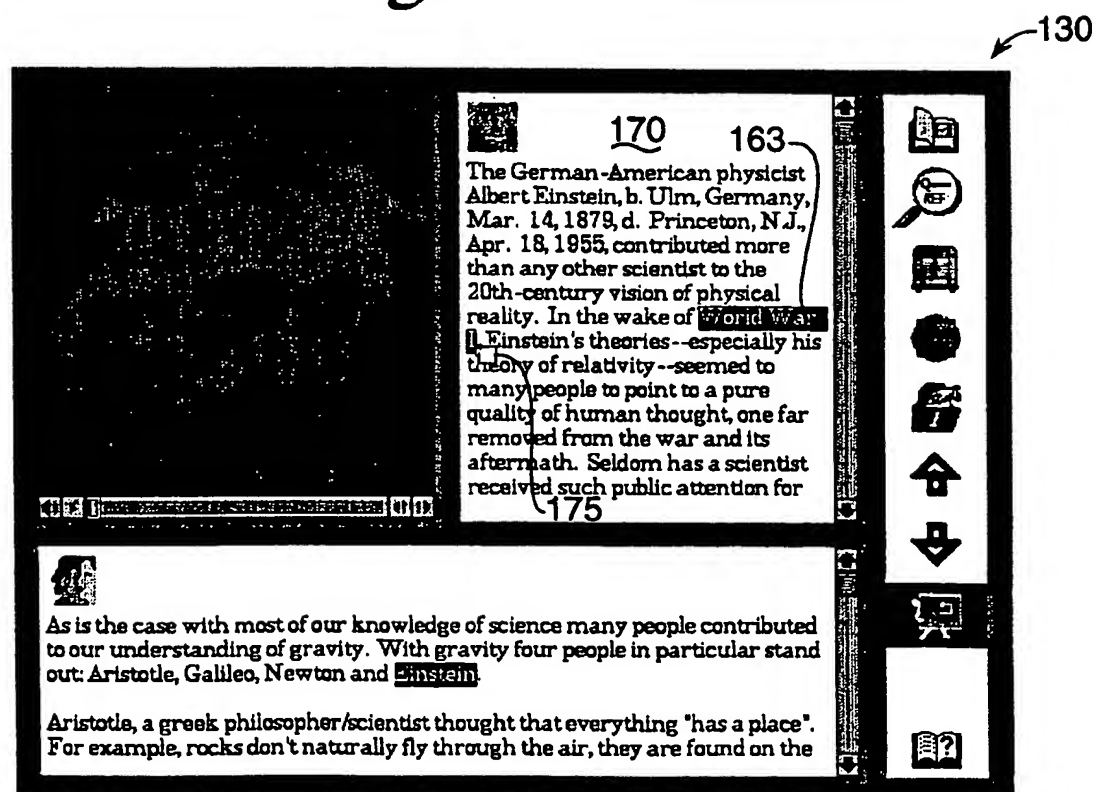 130
170
163
The German-American physicist
Albert Einstein, b. Ulm, Germany,
Mar. 14, 1879, d. Princeton, N.J.,
Apr. 18, 1955, contributed more
than any other scientist to the
20th-century vision of physical
reality. In the wake of World War
I, Einstein's theories--especially his
theory of relativity--seemed to
many people to point to a pure
quality of human thought, one far
removed from the war and its
aftermath. Seldom has a scientist
received such public attention for
175
As is the case with most of our knowledge of science many people contributed
to our understanding of gravity. With gravity four people in particular stand
out: Aristotle, Galileo, Newton and Einstein.
Aristotle, a greek philosopher/scientist thought that everything "has a place".
For example, rocks don't naturally fly through the air, they are found on the
REF
?